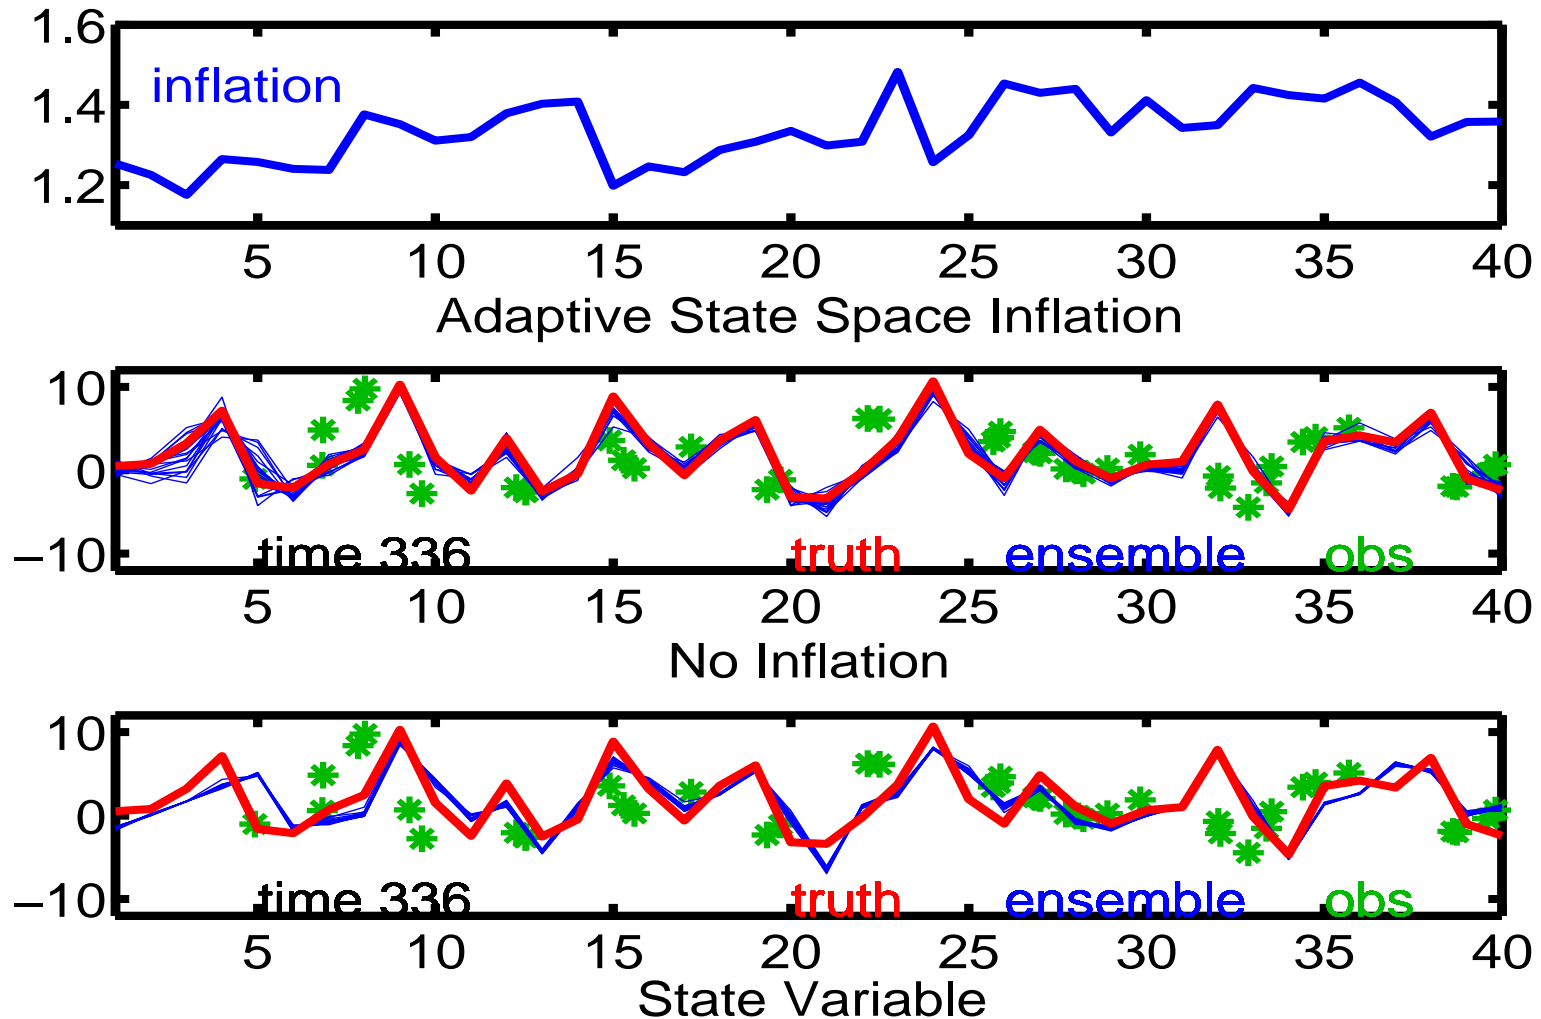 1.6
inflation
1.4
1.2
5 10 15 20 25 30 35 40
Adaptive State Space Inflation
10
0
−10
time 336 truth ensemble obs
5 10 15 20 25 30 35 40
No Inflation
10
0
−10
time 336 truth ensemble obs
5 10 15 20 25 30 35 40
State Variable